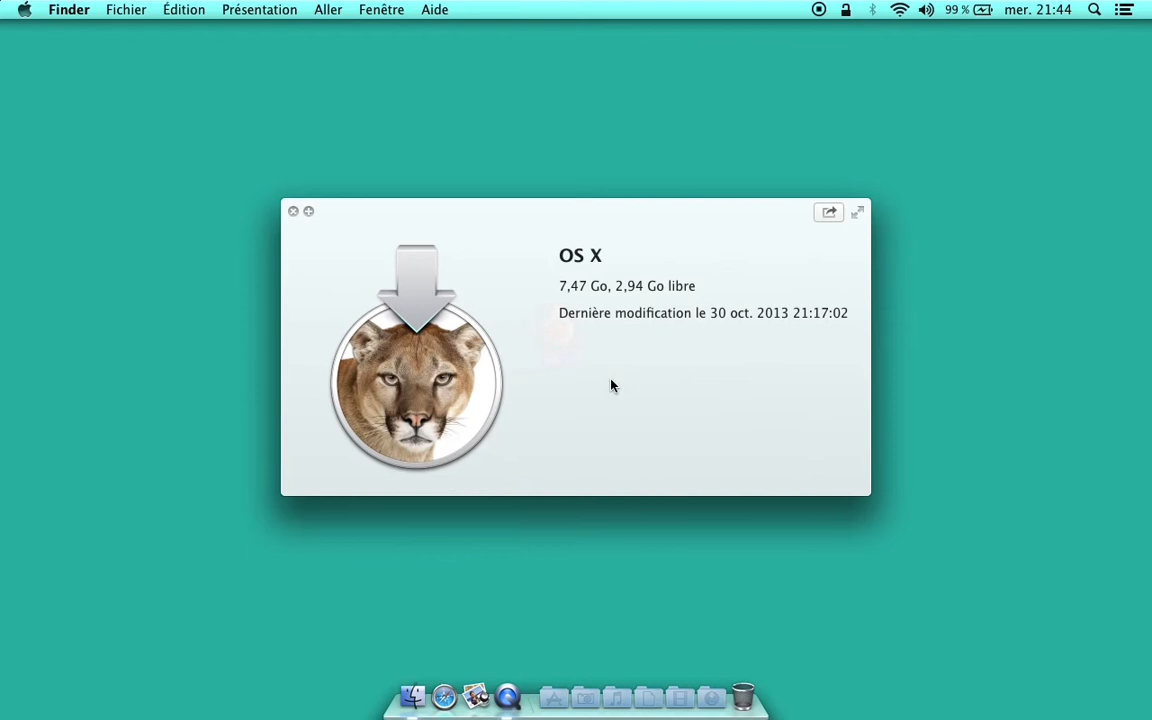 Finder Fichier Édition Présentation Aller Fenêtre Aide 99 % mer. 21:44
OS X
7,47 Go, 2,94 Go libre
Dernière modification le 30 oct. 2013 21:17:02